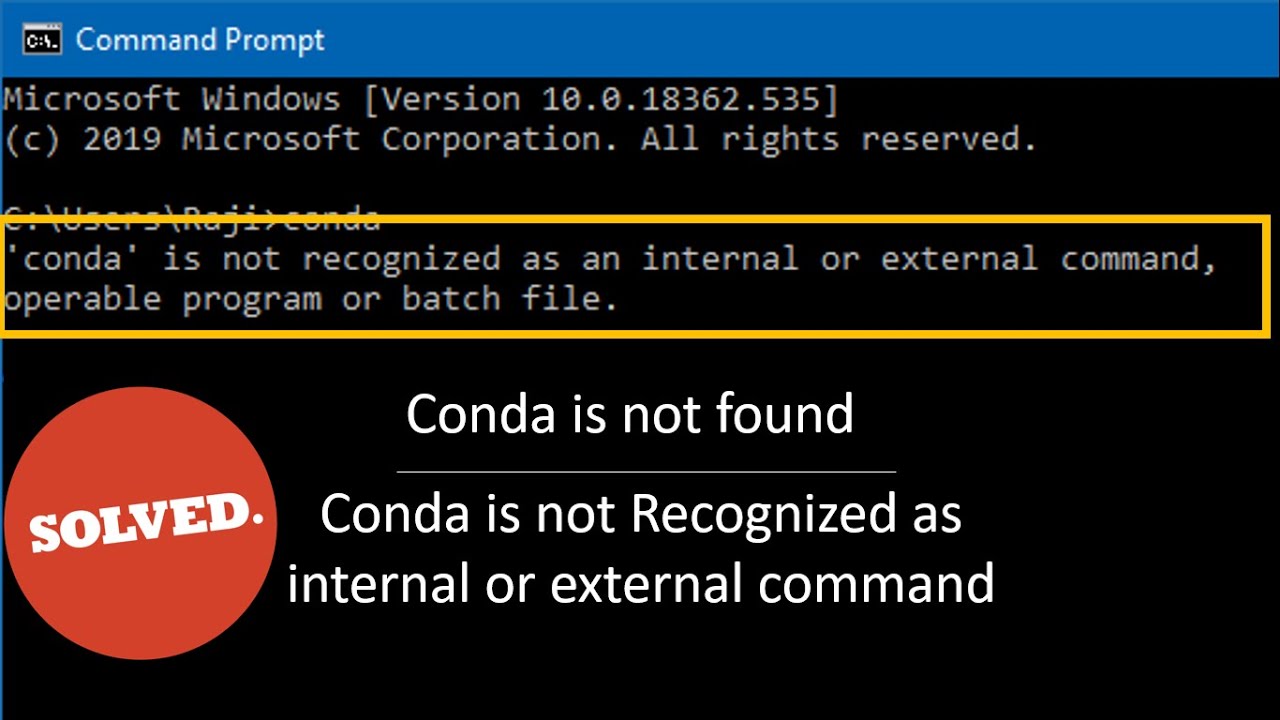 C:\.
Command Prompt
Microsoft Windows [Version 10.0.18362.535]
(c) 2019 Microsoft Corporation. All rights reserved.
C:\Users\Raji>conda
'conda' is not recognized as an internal or external command,
operable program or batch file.
Conda is not found
SOLVED.
Conda is not Recognized as
internal or external command